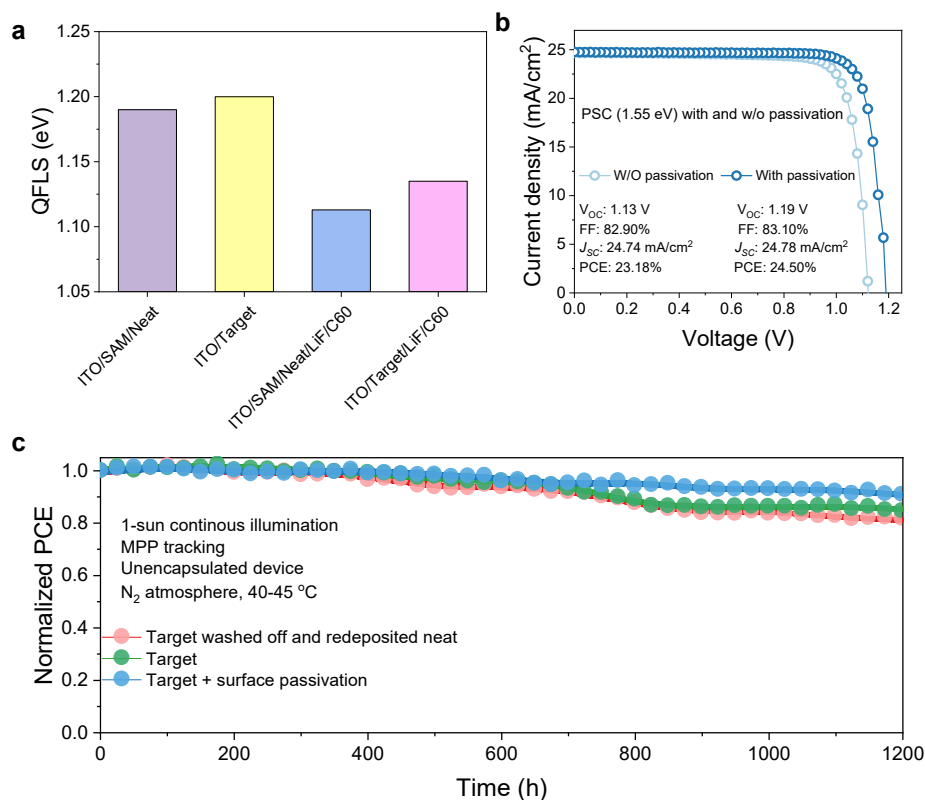 a
1.25
1.20
1.15
1.10
1.05
QFLS (eV)
ITO/SAM/Neat
ITO/Target
ITO/SAM/Neat/LiF/C60
ITO/Target/LiF/C60
b
25
20
15
10
5
0
Current density (mA/cm²)
PSC (1.55 eV) with and w/o passivation
W/O passivation
With passivation
V_OC: 1.13 V
FF: 82.90%
J_SC: 24.74 mA/cm²
PCE: 23.18%
V_OC: 1.19 V
FF: 83.10%
J_SC: 24.78 mA/cm²
PCE: 24.50%
0.0 0.2 0.4 0.6 0.8 1.0 1.2
Voltage (V)
c
1.0
0.8
0.6
0.4
0.2
0.0
Normalized PCE
1-sun continous illumination
MPP tracking
Unencapsulated device
N₂ atmosphere, 40-45 °C
Target washed off and redeposited neat
Target
Target + surface passivation
0 200 400 600 800 1000 1200
Time (h)